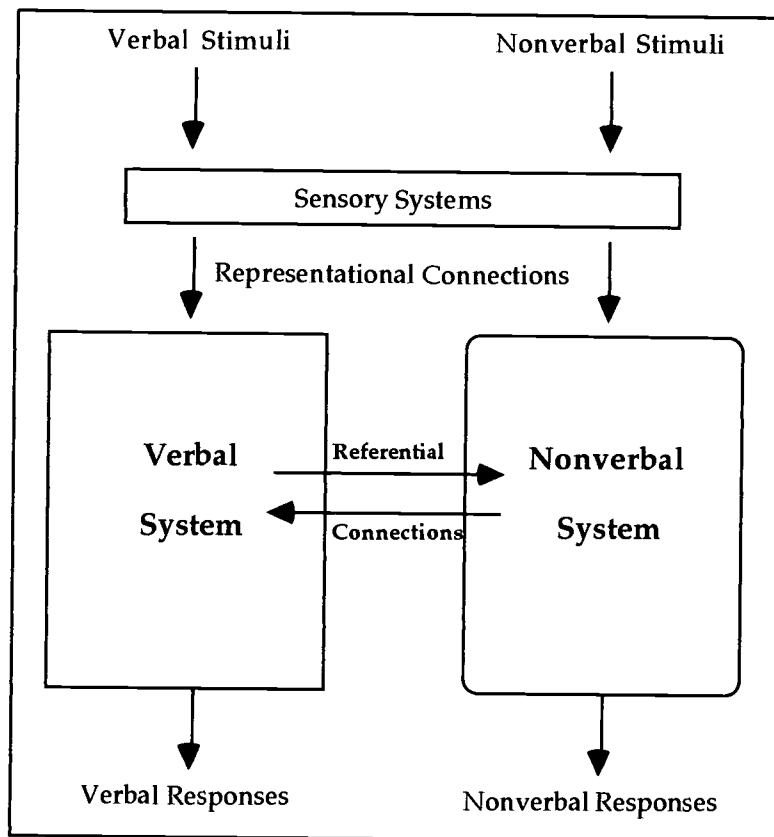 Verbal Stimuli
Nonverbal Stimuli
Sensory Systems
Representational Connections
Verbal
System
Referential
Connections
Nonverbal
System
Verbal Responses
Nonverbal Responses